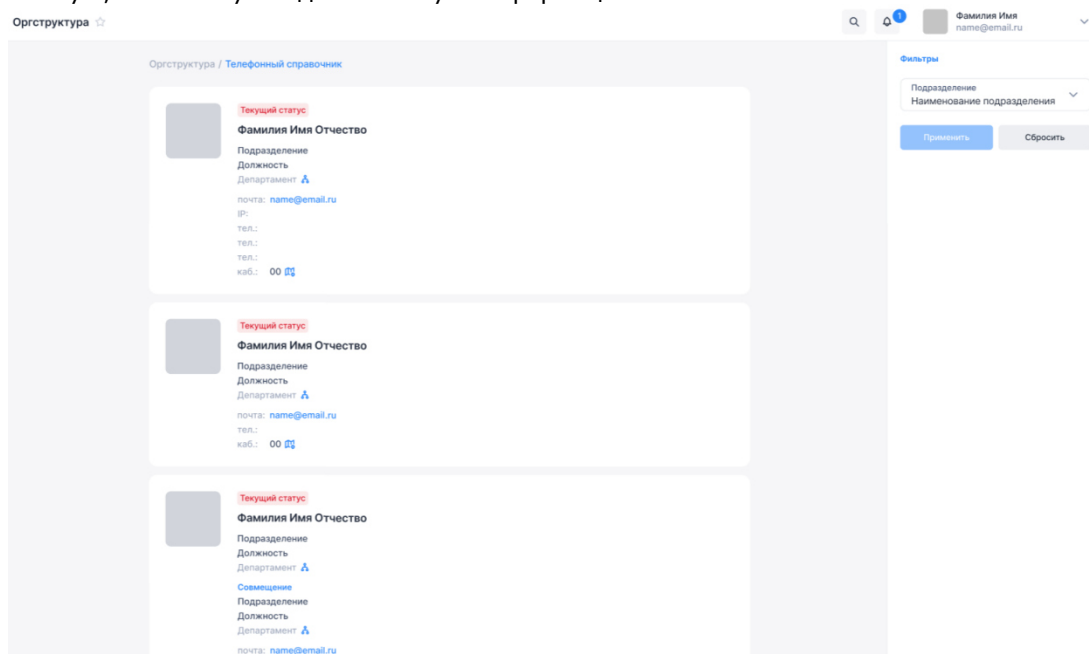 Оргструктура
1
Фамилия Имя
name@email.ru
Оргструктура / Телефонный справочник
Текущий статус
Фамилия Имя Отчество
Подразделение
Должность
Департамент
почта: name@email.ru
IP:
тел.:
тел.:
тел.:
каб.: 00
Текущий статус
Фамилия Имя Отчество
Подразделение
Должность
Департамент
почта: name@email.ru
тел.:
каб.: 00
Текущий статус
Фамилия Имя Отчество
Подразделение
Должность
Департамент
Совмещение
Подразделение
Должность
Департамент
почта: name@email.ru
Фильтры
Подразделение
Наименование подразделения
Применить
Сбросить